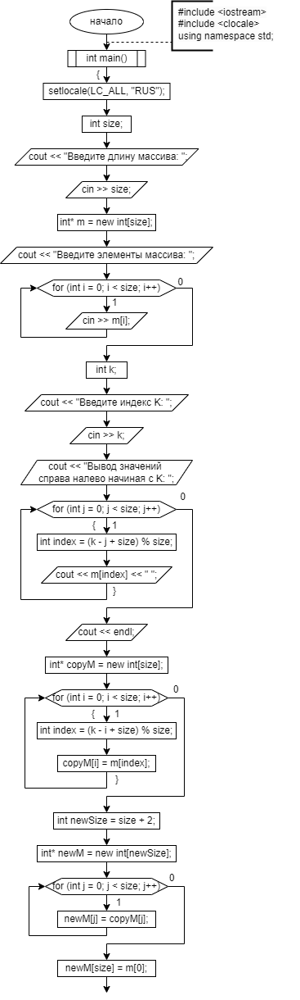 начало
#include <iostream>
#include <clocale>
using namespace std;
int main()
{
setlocale(LC_ALL, "RUS");
int size;
cout << "Введите длину массива: ";
cin >> size;
int* m = new int[size];
cout << "Введите элементы массива: ";
for (int i = 0; i < size; i++)
0
1
cin >> m[i];
int k;
cout << "Введите индекс K: ";
cin >> k;
cout << "Вывод значений
справа налево начиная с K: ";
0
for (int j = 0; j < size; j++)
{ 1
int index = (k - j + size) % size;
cout << m[index] << " ";
}
cout << endl;
int* copyM = new int[size];
0
for (int i = 0; i < size; i++)
{ 1
int index = (k - i + size) % size;
copyM[i] = m[index];
}
int newSize = size + 2;
int* newM = new int[newSize];
0
for (int j = 0; j < size; j++)
1
newM[j] = copyM[j];
newM[size] = m[0];